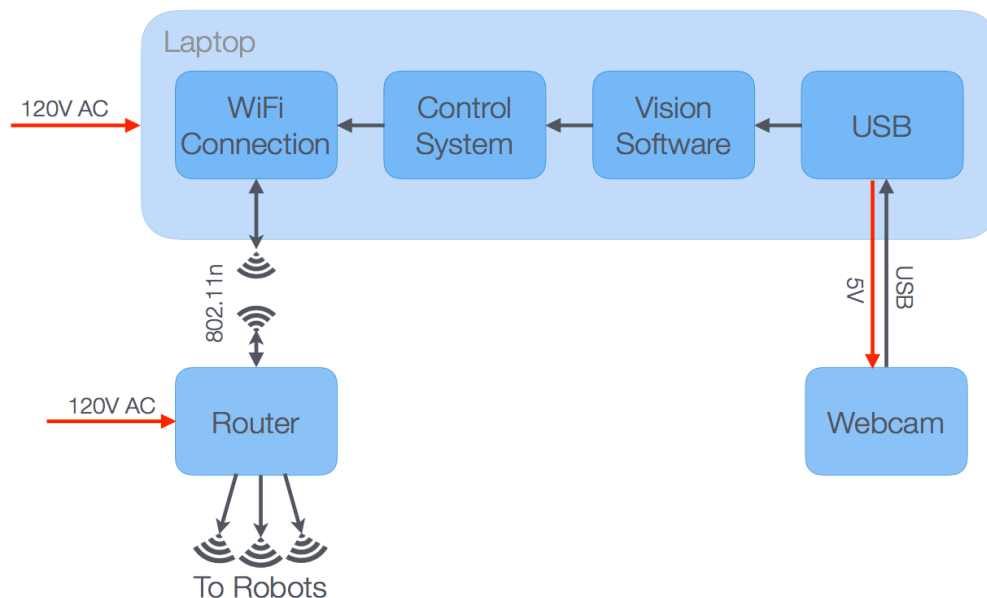 Laptop
120V AC
WiFi
Connection
Control
System
Vision
Software
USB
802.11n
5V
USB
120V AC
Router
Webcam
To Robots